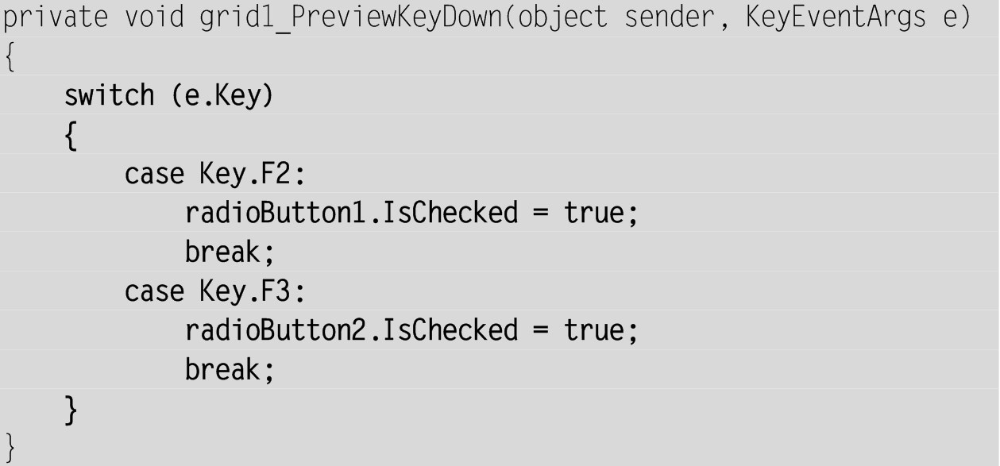 private void grid1_PreviewKeyDown(object sender, KeyEventArgs e)
{
    switch (e.Key)
    {
        case Key.F2:
            radioButton1.IsChecked = true;
            break;
        case Key.F3:
            radioButton2.IsChecked = true;
            break;
    }
}